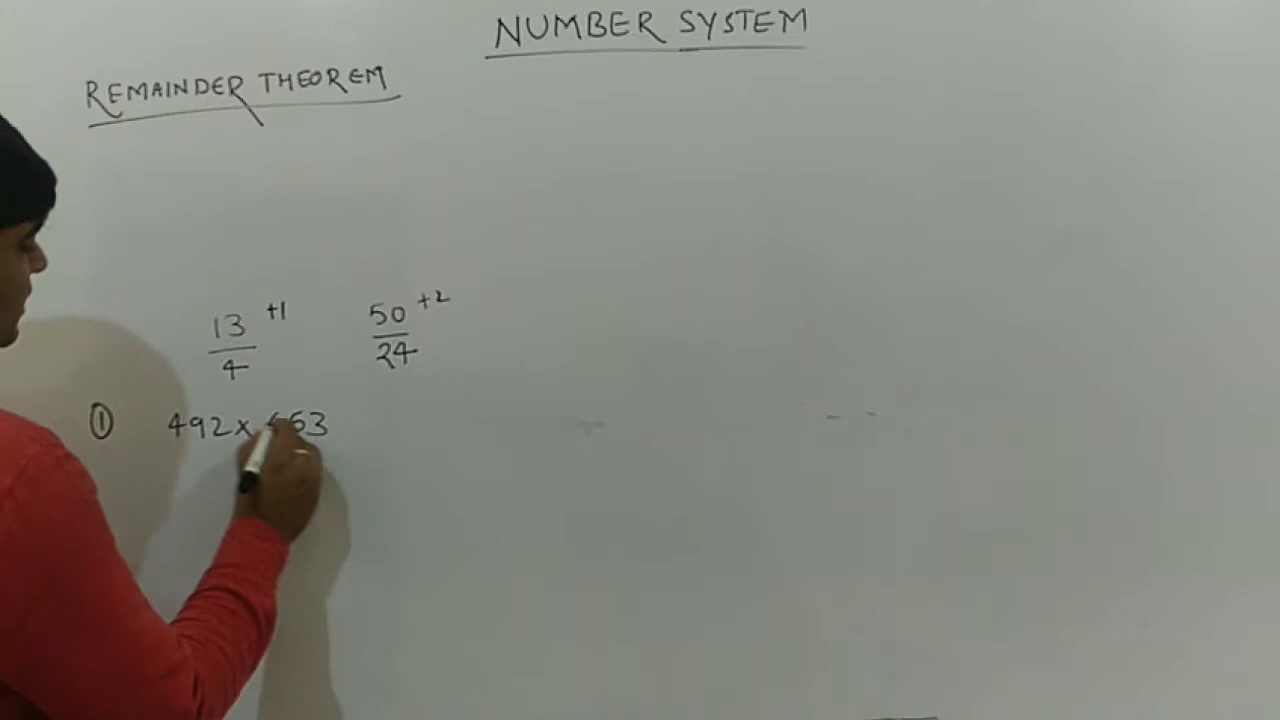 NUMBER SYSTEM
REMAINDER THEOREM
13 +1 50 +2
4 24
① 492×